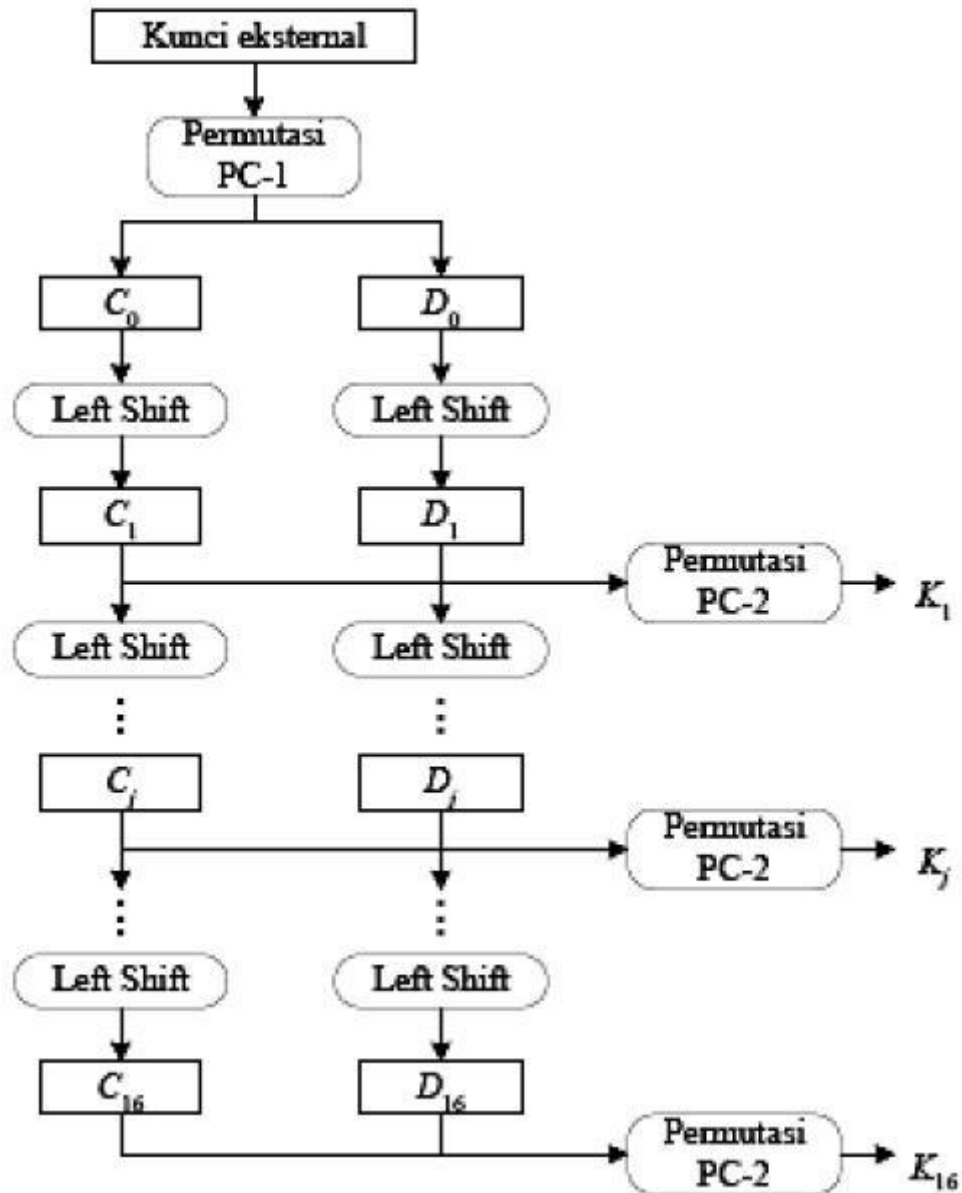 Kunci eksternal
Permutasi
PC-1
C0 D0
Left Shift Left Shift
C1 D1
Permutasi
PC-2
K1
Left Shift Left Shift
Cj Dj
Permutasi
PC-2
Kj
Left Shift Left Shift
C16 D16
Permutasi
PC-2
K16